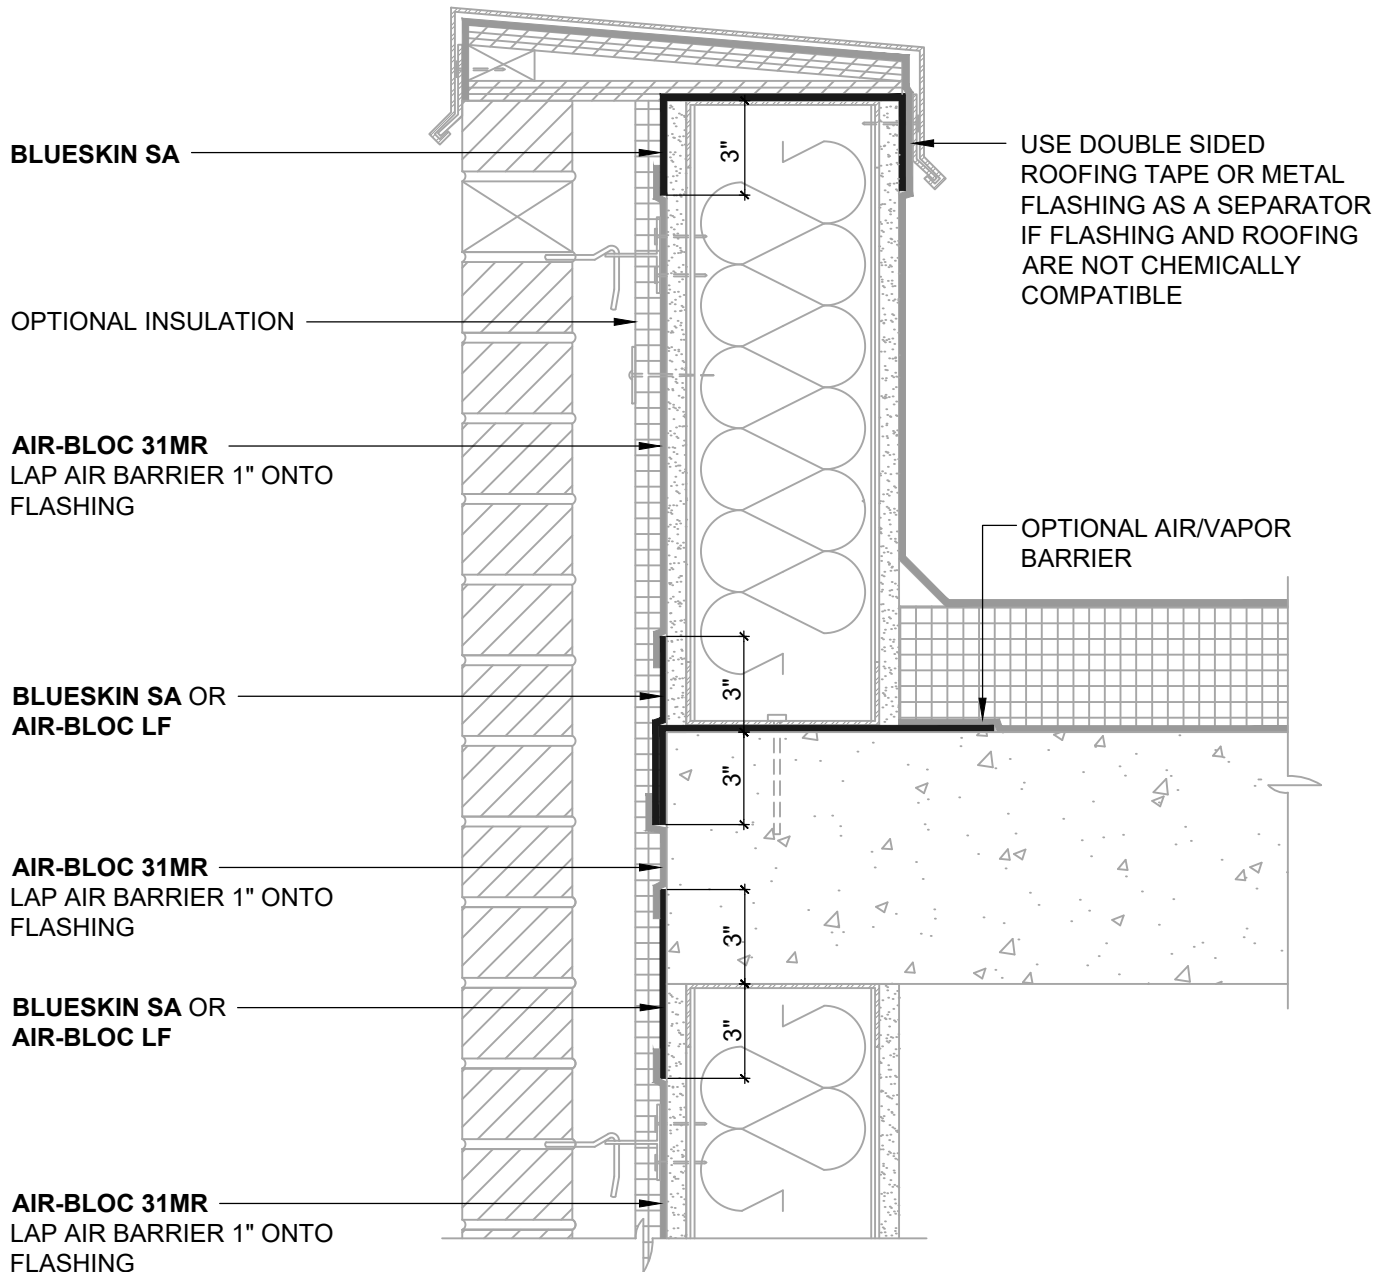 BLUESKIN SA
3"
USE DOUBLE SIDED
ROOFING TAPE OR METAL
FLASHING AS A SEPARATOR
IF FLASHING AND ROOFING
ARE NOT CHEMICALLY
COMPATIBLE
OPTIONAL INSULATION
AIR-BLOC 31MR
LAP AIR BARRIER 1" ONTO
FLASHING
OPTIONAL AIR/VAPOR
BARRIER
BLUESKIN SA OR
AIR-BLOC LF
3"
3"
AIR-BLOC 31MR
LAP AIR BARRIER 1" ONTO
FLASHING
3"
BLUESKIN SA OR
AIR-BLOC LF
3"
AIR-BLOC 31MR
LAP AIR BARRIER 1" ONTO
FLASHING